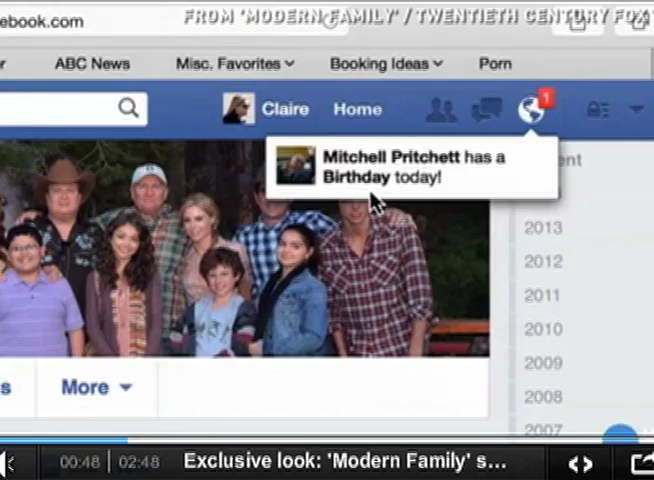 FROM 'MODERN FAMILY' / TWENTIETH CENTURY FOX
ebook.com
r ABC News Misc. Favorites Booking Ideas Porn
Claire Home 1
Mitchell Pritchett has a
Birthday today!
ent
2013
2012
2011
2010
2009
2008
2007
s More
00:48 02:48 Exclusive look: 'Modern Family' s...